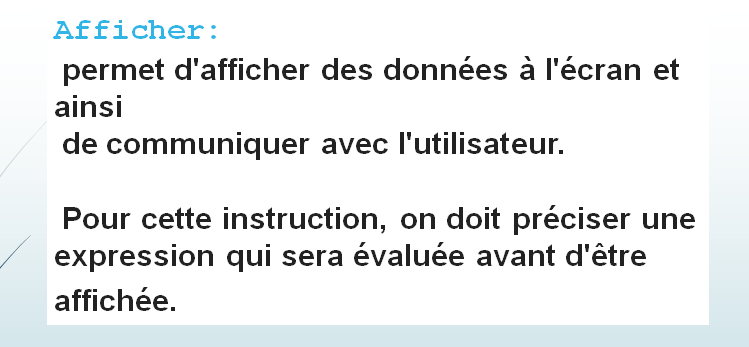 Afficher:
permet d'afficher des données à l'écran et
ainsi
de communiquer avec l'utilisateur.
Pour cette instruction, on doit préciser une
expression qui sera évaluée avant d'être
affichée.